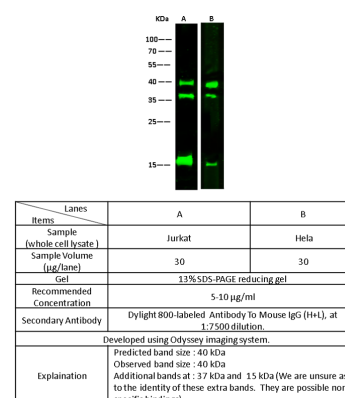 KDa A B
100
70
55
40
35
25
15
Lanes
Items
A B
Sample
(whole cell lysate )
Jurkat Hela
Sample Volume
(μg/lane)
30 30
Gel 13%SDS-PAGE reducing gel
Recommended
Concentration
5-10 μg/ml
Secondary Antibody
Dylight 800-labeled Antibody To Mouse IgG (H+L), at
1:7500 dilution.
Developed using Odyssey imaging system.
Explaination
Predicted band size : 40 kDa
Observed band size : 40 kDa
Additional bands at : 37 kDa and 15 kDa (We are unsure as
to the identity of these extra bands. They are possible non